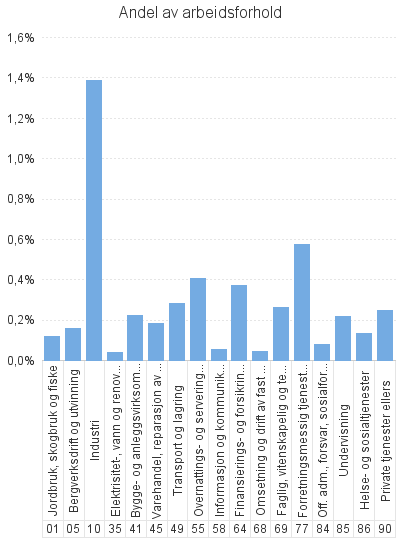 Andel av arbeidsforhold
1,6%
1,4%
1,2%
1,0%
0,8%
0,6%
0,4%
0,2%
0,0%
01 Jordbruk, skogbruk og fiske
05 Bergverksdrift og utvinning
10 Industri
35 Elektrisitet-, vann og renov...
41 Bygge- og anleggsvirksom...
45 Varehandel, reparasjon av ...
49 Transport og lagring
55 Overnattings- og servering...
58 Informasjon og kommunik...
64 Finansierings- og forsikrin...
68 Omsetning og drift av fast ...
69 Faglig, vitenskapelig og te...
77 Forretningsmessig tjenest...
84 Off. adm., forsvar, sosialfor...
85 Undervisning
86 Helse- og sosialtjenester
90 Private tjenester ellers